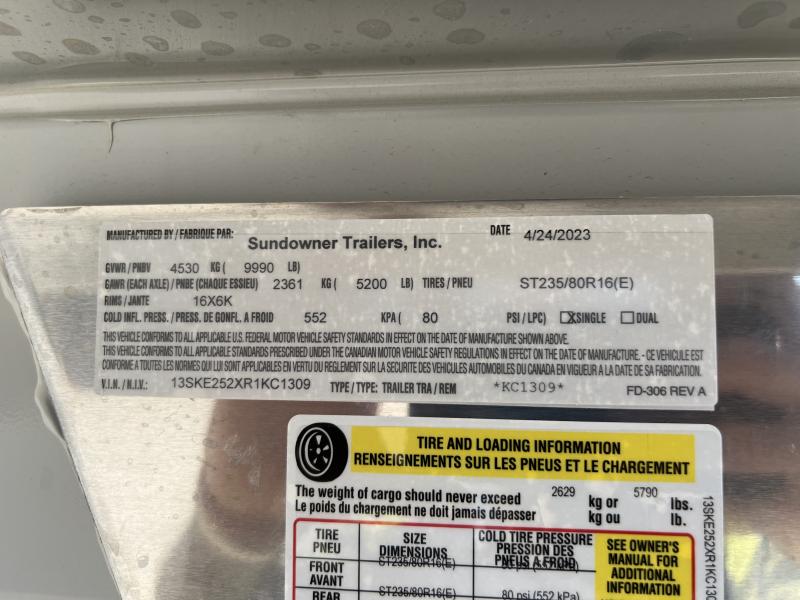 MANUFACTURED BY / FABRIQUE PAR: Sundowner Trailers, Inc. DATE 4/24/2023
GVWR / PNBV 4530 KG ( 9990 LB)
GAWR (EACH AXLE) / PNBE (CHAQUE ESSIEU) 2361 KG ( 5200 LB) TIRES / PNEU ST235/80R16(E)
RIMS / JANTE 16X6K
COLD INFL. PRESS. / PRESS. DE GONFL. A FROID 552 KPA ( 80 PSI / LPC) SINGLE DUAL
THIS VEHICLE CONFORMS TO ALL APPLICABLE U.S. FEDERAL MOTOR VEHICLE SAFETY STANDARDS IN EFFECT ON THE DATE OF MANUFACTURE SHOWN ABOVE.
THIS VEHICLE CONFORMS TO ALL APPLICABLE STANDARDS PRESCRIBED UNDER THE CANADIAN MOTOR VEHICLE SAFETY REGULATIONS IN EFFECT ON THE DATE OF MANUFACTURE. - CE VEHICULE EST
CONFORME A TOUTES LES NORMES QUI LUI SONT APPLICABLES EN VERTU DU REGLEMENT SUR LA SECURITE DES VEHICULES AUTOMOBILES DU CANADA EN VIGUEUR A LA DATE DE SA FABRICATION.
V.I.N. / N.I.V.: 13SKE252XR1KC1309 TYPE / TYPE: TRAILER TRA / REM *KC1309* FD-306 REV A
TIRE AND LOADING INFORMATION
RENSEIGNEMENTS SUR LES PNEUS ET LE CHARGEMENT
The weight of cargo should never exceed 2629 kg or 5790 lbs.
Le poids du chargement ne doit jamais dépasser kg ou lb.
TIRE
PNEU
SIZE
DIMENSIONS
COLD TIRE PRESSURE
PRESSION DES
PNEUS A FROID
SEE OWNER'S
MANUAL FOR
ADDITIONAL
INFORMATION
FRONT
AVANT
ST235/80R16(E)
REAR
ST235/80R16(E)
80 psi (552 kPa)
13SKE252XR1KC130